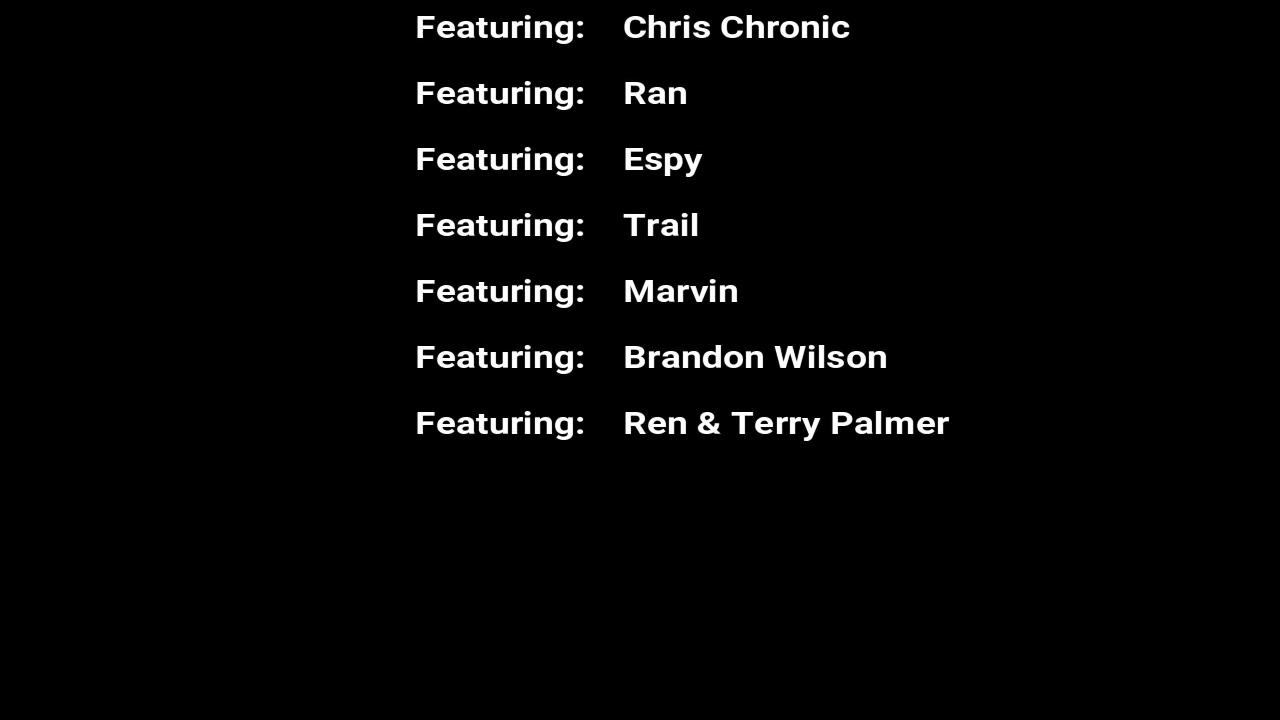 Featuring: Chris Chronic
Featuring: Ran
Featuring: Espy
Featuring: Trail
Featuring: Marvin
Featuring: Brandon Wilson
Featuring: Ren & Terry Palmer